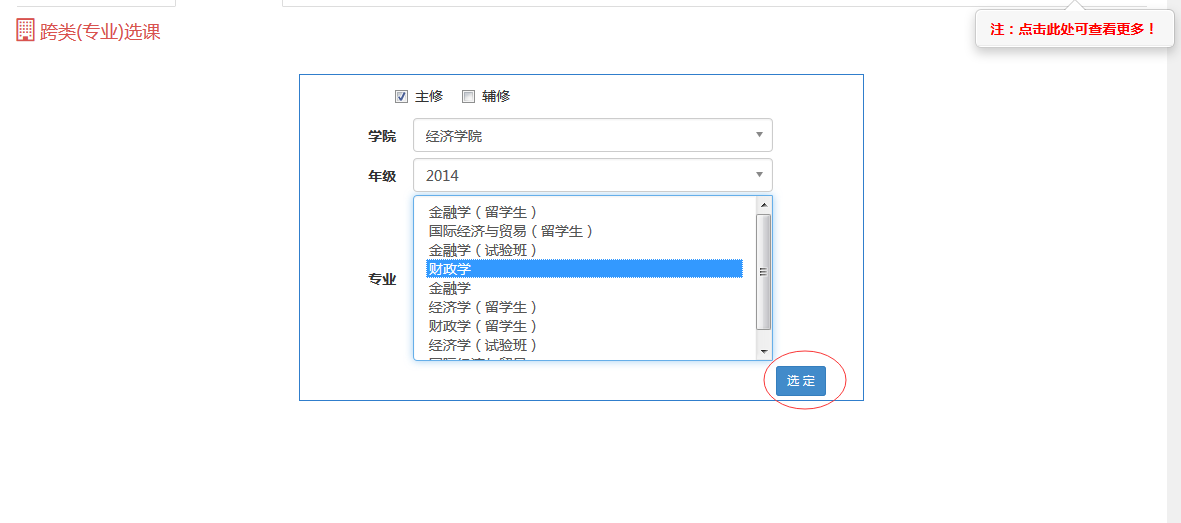 注：点击此处可查看更多！
跨类(专业)选课
主修 辅修
学院 经济学院
年级 2014
专业
金融学（留学生）
国际经济与贸易（留学生）
金融学（试验班）
财政学
金融学
经济学（留学生）
财政学（留学生）
经济学（试验班）
选 定